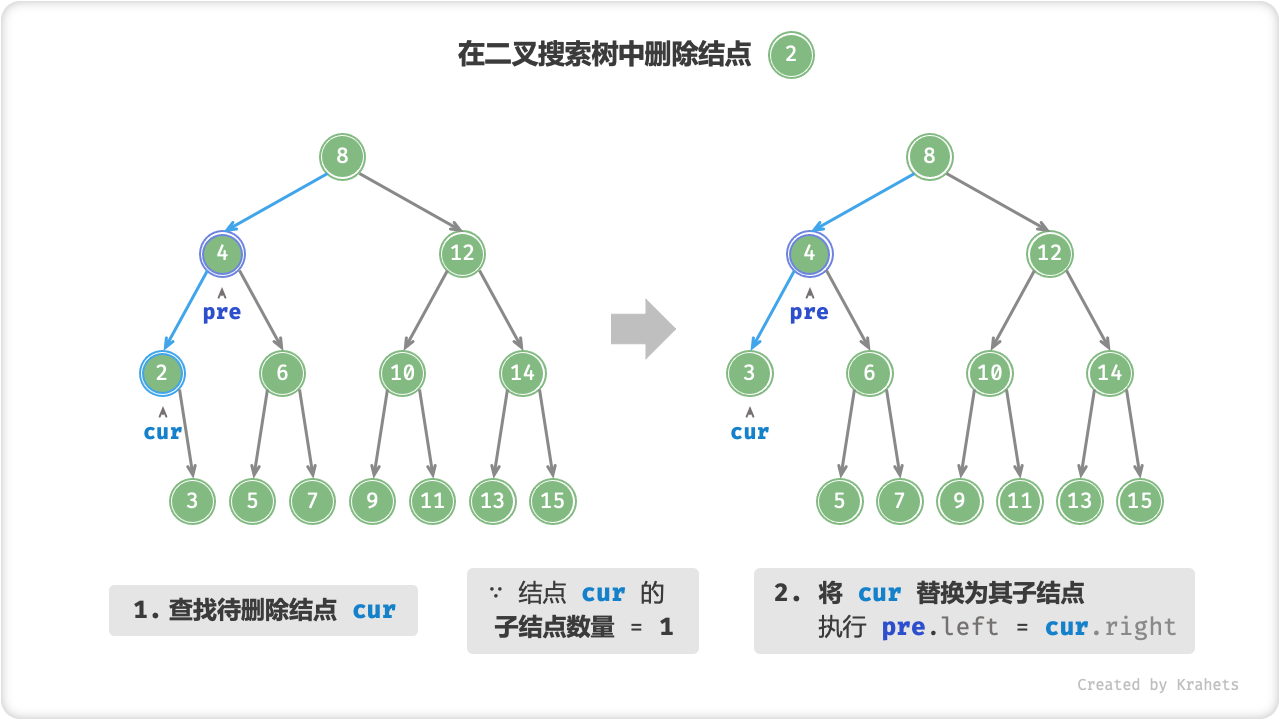 在二叉搜索树中删除结点 2
8 8
4 12 4 12
pre pre
2 6 10 14 3 6 10 14
cur cur
3 5 7 9 11 13 15 5 7 9 11 13 15
1. 查找待删除结点 cur
∵ 结点 cur 的
子结点数量 = 1
2. 将 cur 替换为其子结点
执行 pre.left = cur.right
Created by Krahets